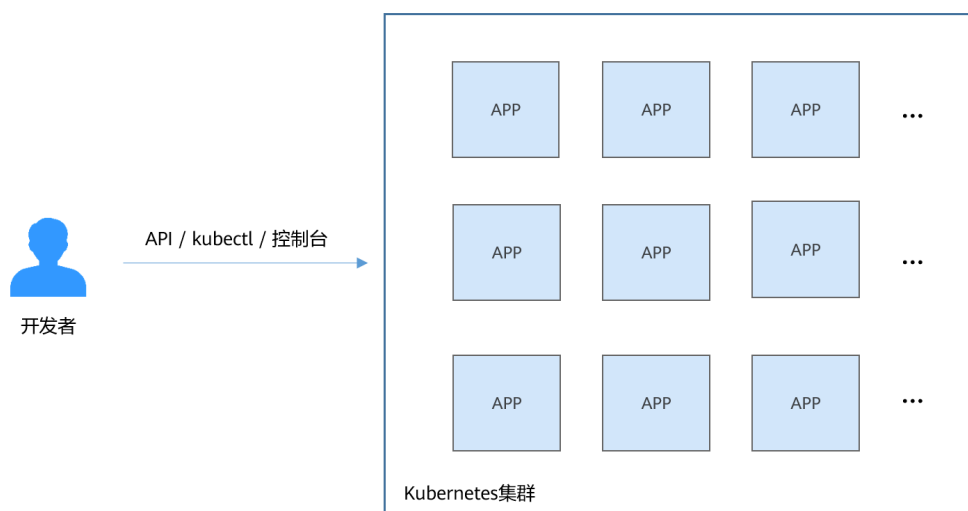 APP APP APP ...
API / kubectl / 控制台
APP APP APP ...
开发者
APP APP APP ...
Kubernetes集群